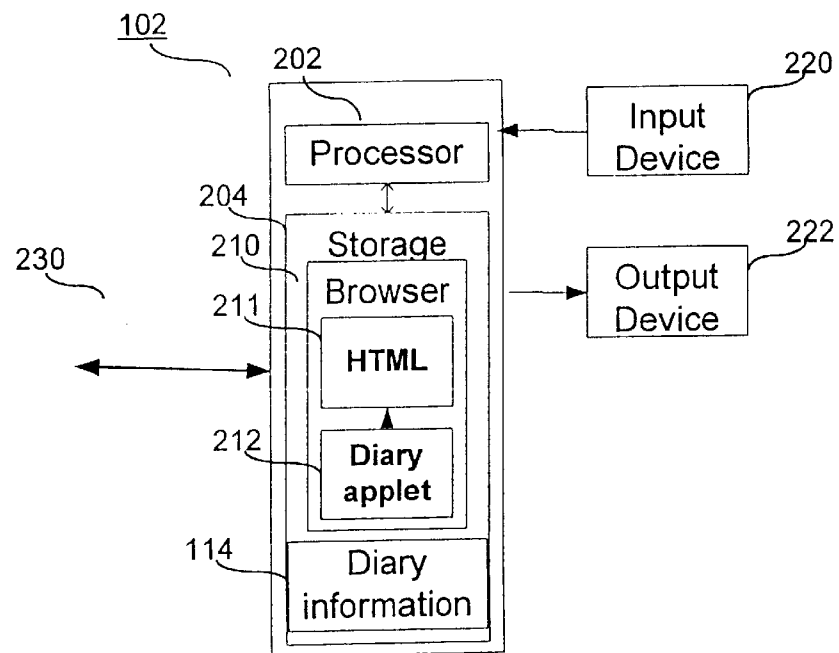 102
202
220
Processor
Input
Device
204
Storage
210
Browser
230
222
Output
Device
211
HTML
212
Diary
applet
114
Diary
information